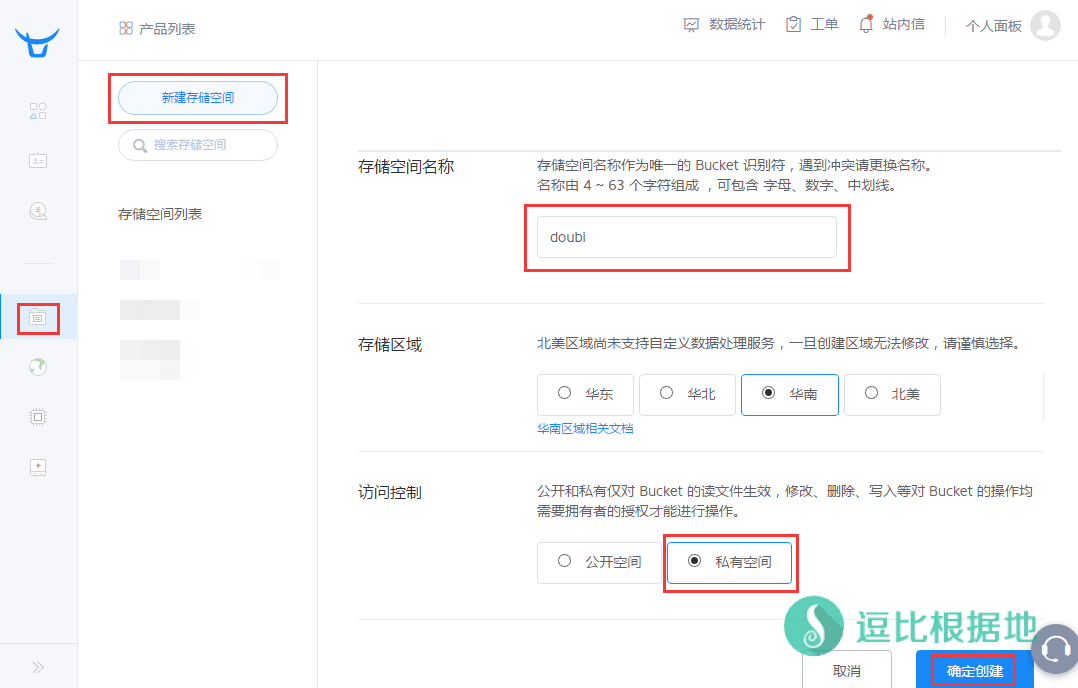 产品列表
数据统计
工单
站内信
个人面板
新建存储空间
搜索存储空间
存储空间列表
存储空间名称
存储空间名称作为唯一的 Bucket 识别符，遇到冲突请更换名称。
名称由 4 ~ 63 个字符组成 ，可包含 字母、数字、中划线。
doubi
存储区域
北美区域尚未支持自定义数据处理服务，一旦创建区域无法修改，请谨慎选择。
华东
华北
华南
北美
华南区域相关文档
访问控制
公开和私有仅对 Bucket 的读文件生效，修改、删除、写入等对 Bucket 的操作均
需要拥有者的授权才能进行操作。
公开空间
私有空间
逗比根据地
取消
确定创建